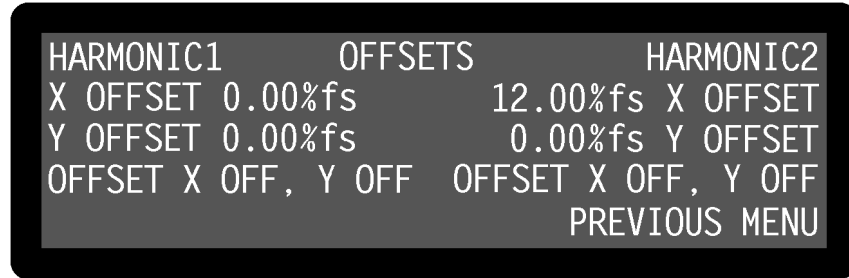 HARMONIC1 OFFSETS HARMONIC2
X OFFSET 0.00%fs 12.00%fs X OFFSET
Y OFFSET 0.00%fs 0.00%fs Y OFFSET
OFFSET X OFF, Y OFF OFFSET X OFF, Y OFF
PREVIOUS MENU